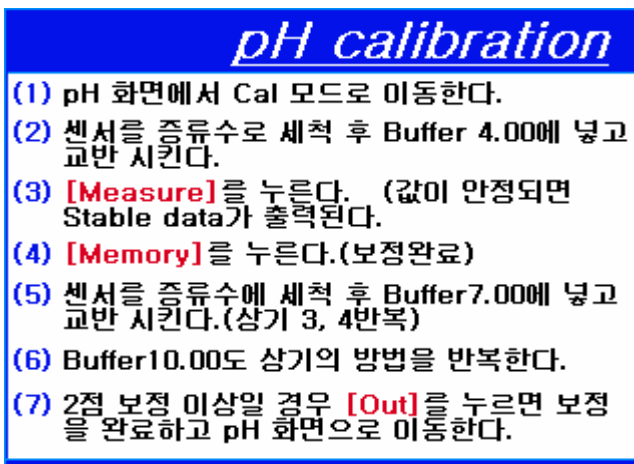 pH calibration
(1) pH 화면에서 Cal 모드로 이동한다.
(2) 센서를 증류수로 세척 후 Buffer 4.00에 넣고
교반 시킨다.
(3) [Measure]를 누른다. (값이 안정되면
Stable data가 출력된다.
(4) [Memory]를 누른다.(보정완료)
(5) 센서를 증류수에 세척 후 Buffer7.00에 넣고
교반 시킨다.(상기 3, 4반복)
(6) Buffer10.00도 상기의 방법을 반복한다.
(7) 2점 보정 이상일 경우 [Out]를 누르면 보정
을 완료하고 pH 화면으로 이동한다.